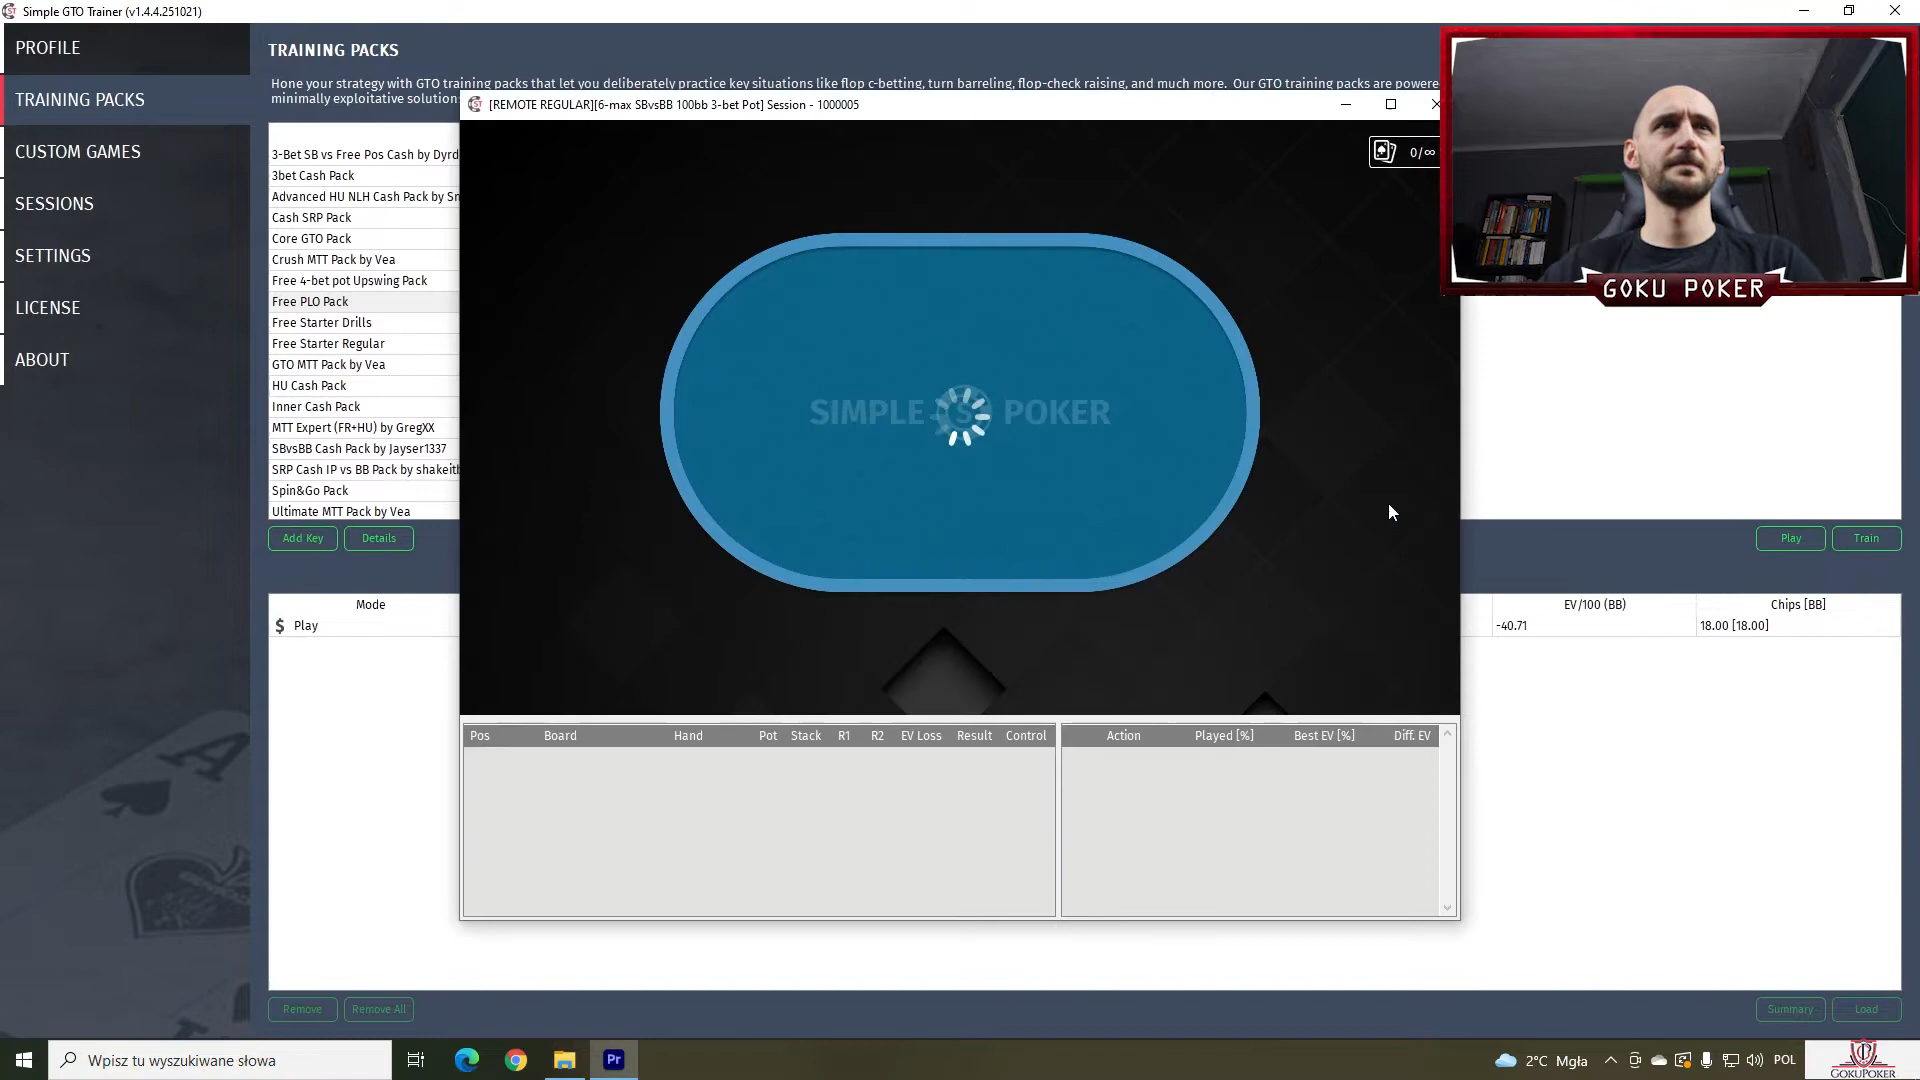 Simple GTO Trainer (v1.4.4.251021)
PROFILE
TRAINING PACKS
CUSTOM GAMES
SESSIONS
SETTINGS
LICENSE
ABOUT
TRAINING PACKS
Hone your strategy with GTO training packs that let you deliberately practice key situations like flop c-betting, turn barreling, flop-check raising, and much more. Our GTO training packs are powere
minimally exploitative solution
3-Bet SB vs Free Pos Cash by Dyrd
3bet Cash Pack
Advanced HU NLH Cash Pack by Sn
Cash SRP Pack
Core GTO Pack
Crush MTT Pack by Vea
Free 4-bet pot Upswing Pack
Free PLO Pack
Free Starter Drills
Free Starter Regular
GTO MTT Pack by Vea
HU Cash Pack
Inner Cash Pack
MTT Expert (FR+HU) by GregXX
SBvsBB Cash Pack by Jayser1337
SRP Cash IP vs BB Pack by shakeitb
Spin&Go Pack
Ultimate MTT Pack by Vea
Add Key Details
Play Train
[REMOTE REGULAR][6-max SBvsBB 100bb 3-bet Pot] Session - 1000005
0/∞
SIMPLE S POKER
Pos Board Hand Pot Stack R1 R2 EV Loss Result Control
Action Played [%] Best EV [%] Diff. EV
GOKU POKER
Mode EV/100 (BB) Chips [BB]
$ Play -40.71 18.00 [18.00]
Remove Remove All
Summary Load
Wpisz tu wyszukiwane słowa
Pr
2°C Mgła
POL
GOKUPOKER